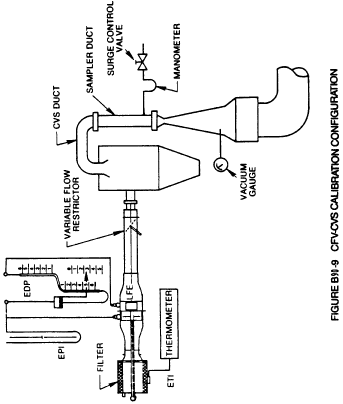 SURGE CONTROL
VALVE
SAMPLER DUCT
MANOMETER
CVS DUCT
VARIABLE FLOW
RESTRICTOR
VACUUM
GAUGE
EDP
EPI
LFE
FILTER
THERMOMETER
ETI
FIGURE B91-9 CFV-CVS CALIBRATION CONFIGURATION